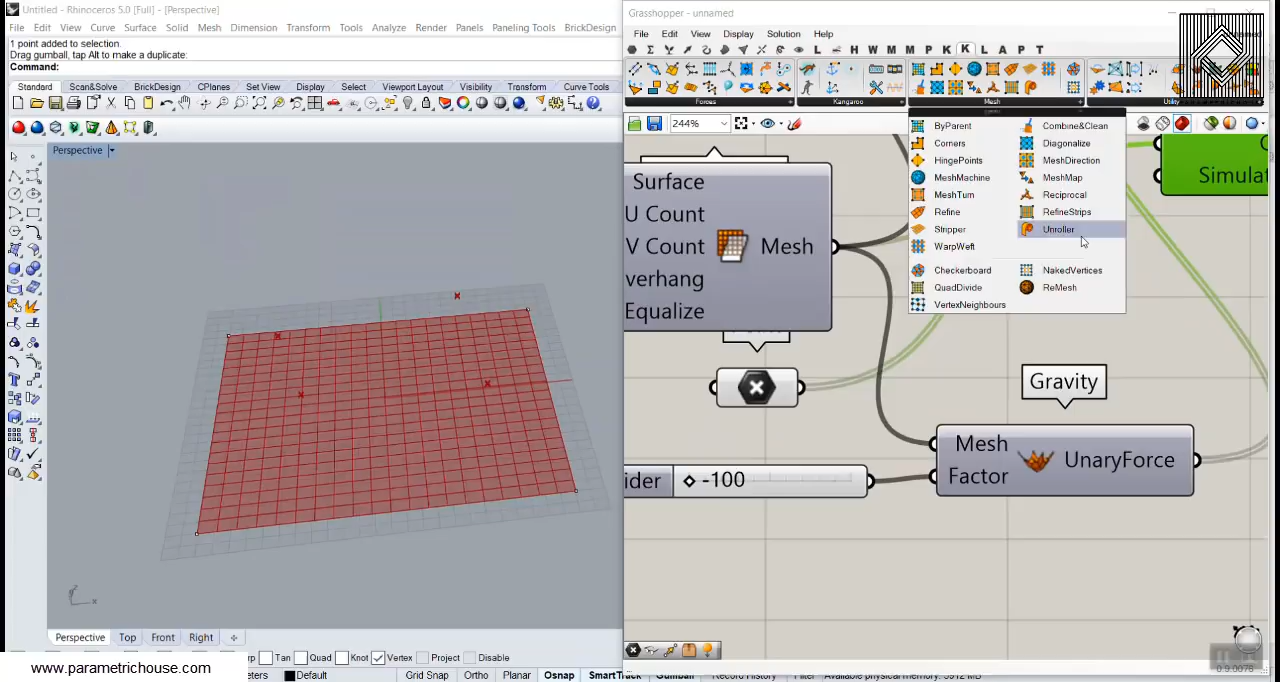 Untitled - Rhinoceros 5.0 [Full] - [Perspective]
File Edit View Curve Surface Solid Mesh Dimension Transform Tools Analyze Render Panels Paneling Tools BrickDesign
1 point added to selection.
Drag gumball, tap Alt to make a duplicate:
Command:
Standard Scan&Solve BrickDesign CPlanes Set View Display Select Viewport Layout Visibility Transform Curve Tools
Perspective
Perspective Top Front Right
Tan Quad Knot Vertex Project Disable
Default Grid Snap Ortho Planar Osnap SmartTrack Gumball Record History Filter
www.parametrichouse.com
Grasshopper - unnamed
File Edit View Display Solution Help
L H W M M P K K L A P T
Forces Kangaroo Mesh Utility
244%
ByParent Combine&Clean
Corners Diagonalize
HingePoints MeshDirection
MeshMachine MeshMap
MeshTurn Reciprocal
Refine RefineStrips
Stripper Unroller
WarpWeft
Checkerboard NakedVertices
QuadDivide ReMesh
VertexNeighbours
Surface
U Count
V Count
verhang
Equalize
Mesh
Simulat
Gravity
Mesh
Factor
UnaryForce
ider
-100
0.9.0076